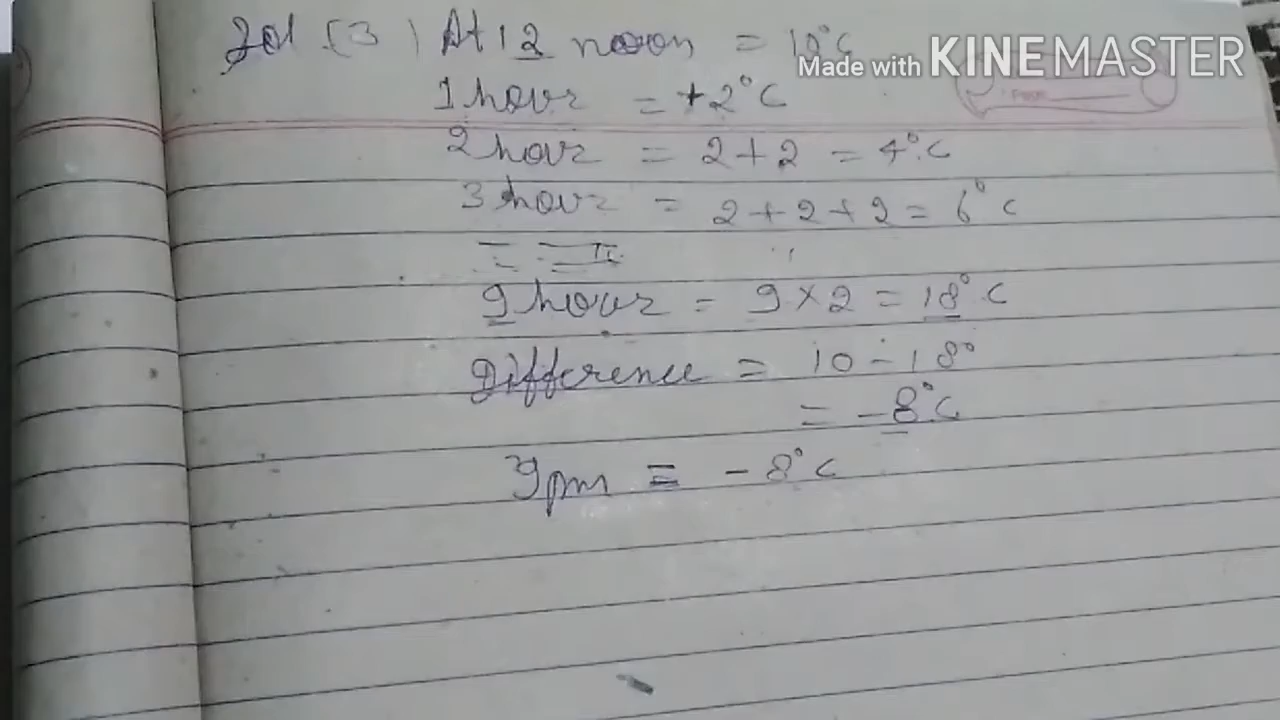 Sol (3) At 12 noon = 10°C
Made with KINEMASTER
1 hour = +2°C
2 hour = 2+2 = 4°C
3 hour = 2+2+2 = 6°C
9 hour = 9×2 = 18°C
Difference = 10-18°
= -8°C
9pm = -8°C